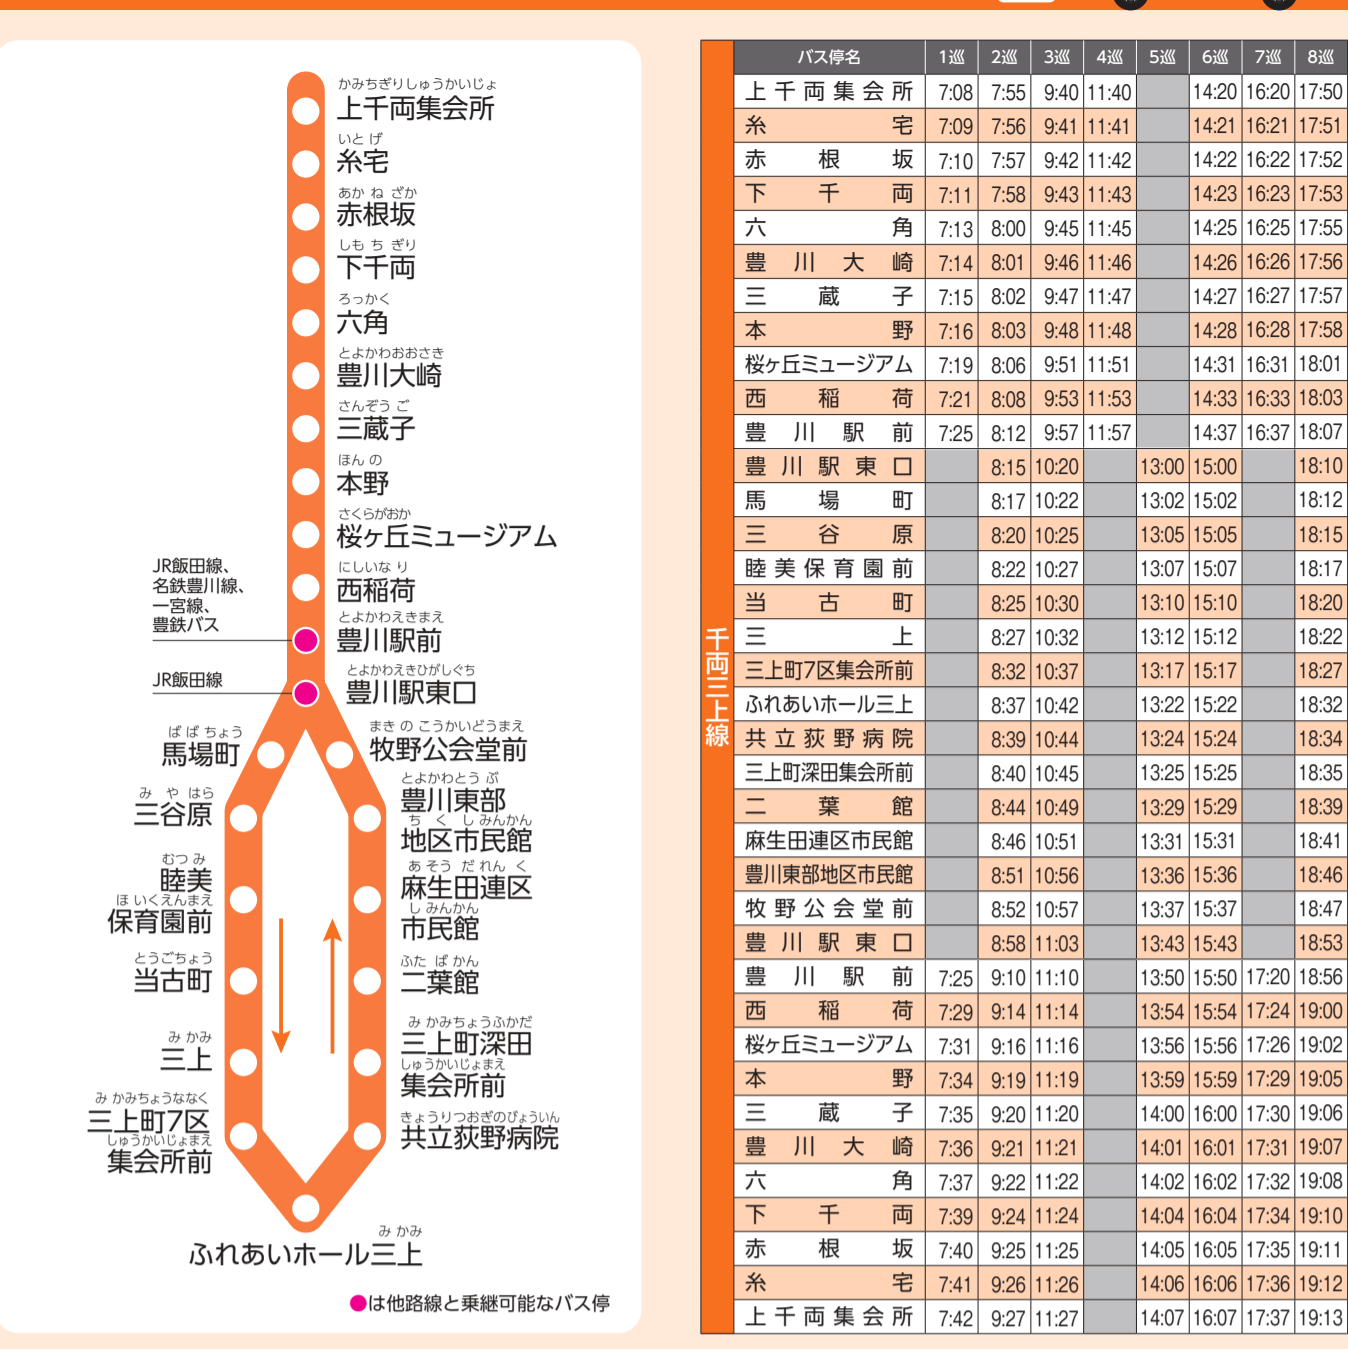 かみちぎりしゅうかいじょ
上千両集会所
いとげ
糸宅
あかねざか
赤根坂
しもちぎり
下千両
ろっかく
六角
とよかわおおさき
豊川大崎
さんぞうご
三蔵子
ほんの
本野
さくらがおか
桜ヶ丘ミュージアム
にしいなり
西稲荷
JR飯田線、
名鉄豊川線、
一宮線、
豊鉄バス
とよかわえきまえ
豊川駅前
JR飯田線
とよかわえきひがしぐち
豊川駅東口
ばばちょう
馬場町
みやはら
三谷原
むつみ
睦美
ほいくえんまえ
保育園前
とうごちょう
当古町
みかみ
三上
みかみちょうななく
三上町7区
しゅうかいじょまえ
集会所前
まきのこうかいどうまえ
牧野公会堂前
とよかわとうぶ
豊川東部
ちくしみんかん
地区市民館
あそうだれんく
麻生田連区
しみんかん
市民館
ふたばかん
二葉館
みかみちょうふかだ
三上町深田
しゅうかいじょまえ
集会所前
きょうりつおぎのびょういん
共立荻野病院
みかみ
ふれあいホール三上
●は他路線と乗継可能なバス停
千両三上線
バス停名 1巡 2巡 3巡 4巡 5巡 6巡 7巡 8巡
上千両集会所 7:08 7:55 9:40 11:40 14:20 16:20 17:50
糸宅 7:09 7:56 9:41 11:41 14:21 16:21 17:51
赤根坂 7:10 7:57 9:42 11:42 14:22 16:22 17:52
下千両 7:11 7:58 9:43 11:43 14:23 16:23 17:53
六角 7:13 8:00 9:45 11:45 14:25 16:25 17:55
豊川大崎 7:14 8:01 9:46 11:46 14:26 16:26 17:56
三蔵子 7:15 8:02 9:47 11:47 14:27 16:27 17:57
本野 7:16 8:03 9:48 11:48 14:28 16:28 17:58
桜ヶ丘ミュージアム 7:19 8:06 9:51 11:51 14:31 16:31 18:01
西稲荷 7:21 8:08 9:53 11:53 14:33 16:33 18:03
豊川駅前 7:25 8:12 9:57 11:57 14:37 16:37 18:07
豊川駅東口 8:15 10:20 13:00 15:00 18:10
馬場町 8:17 10:22 13:02 15:02 18:12
三谷原 8:20 10:25 13:05 15:05 18:15
睦美保育園前 8:22 10:27 13:07 15:07 18:17
当古町 8:25 10:30 13:10 15:10 18:20
三上 8:27 10:32 13:12 15:12 18:22
三上町7区集会所前 8:32 10:37 13:17 15:17 18:27
ふれあいホール三上 8:37 10:42 13:22 15:22 18:32
共立荻野病院 8:39 10:44 13:24 15:24 18:34
三上町深田集会所前 8:40 10:45 13:25 15:25 18:35
二葉館 8:44 10:49 13:29 15:29 18:39
麻生田連区市民館 8:46 10:51 13:31 15:31 18:41
豊川東部地区市民館 8:51 10:56 13:36 15:36 18:46
牧野公会堂前 8:52 10:57 13:37 15:37 18:47
豊川駅東口 8:58 11:03 13:43 15:43 18:53
豊川駅前 7:25 9:10 11:10 13:50 15:50 17:20 18:56
西稲荷 7:29 9:14 11:14 13:54 15:54 17:24 19:00
桜ヶ丘ミュージアム 7:31 9:16 11:16 13:56 15:56 17:26 19:02
本野 7:34 9:19 11:19 13:59 15:59 17:29 19:05
三蔵子 7:35 9:20 11:20 14:00 16:00 17:30 19:06
豊川大崎 7:36 9:21 11:21 14:01 16:01 17:31 19:07
六角 7:37 9:22 11:22 14:02 16:02 17:32 19:08
下千両 7:39 9:24 11:24 14:04 16:04 17:34 19:10
赤根坂 7:40 9:25 11:25 14:05 16:05 17:35 19:11
糸宅 7:41 9:26 11:26 14:06 16:06 17:36 19:12
上千両集会所 7:42 9:27 11:27 14:07 16:07 17:37 19:13